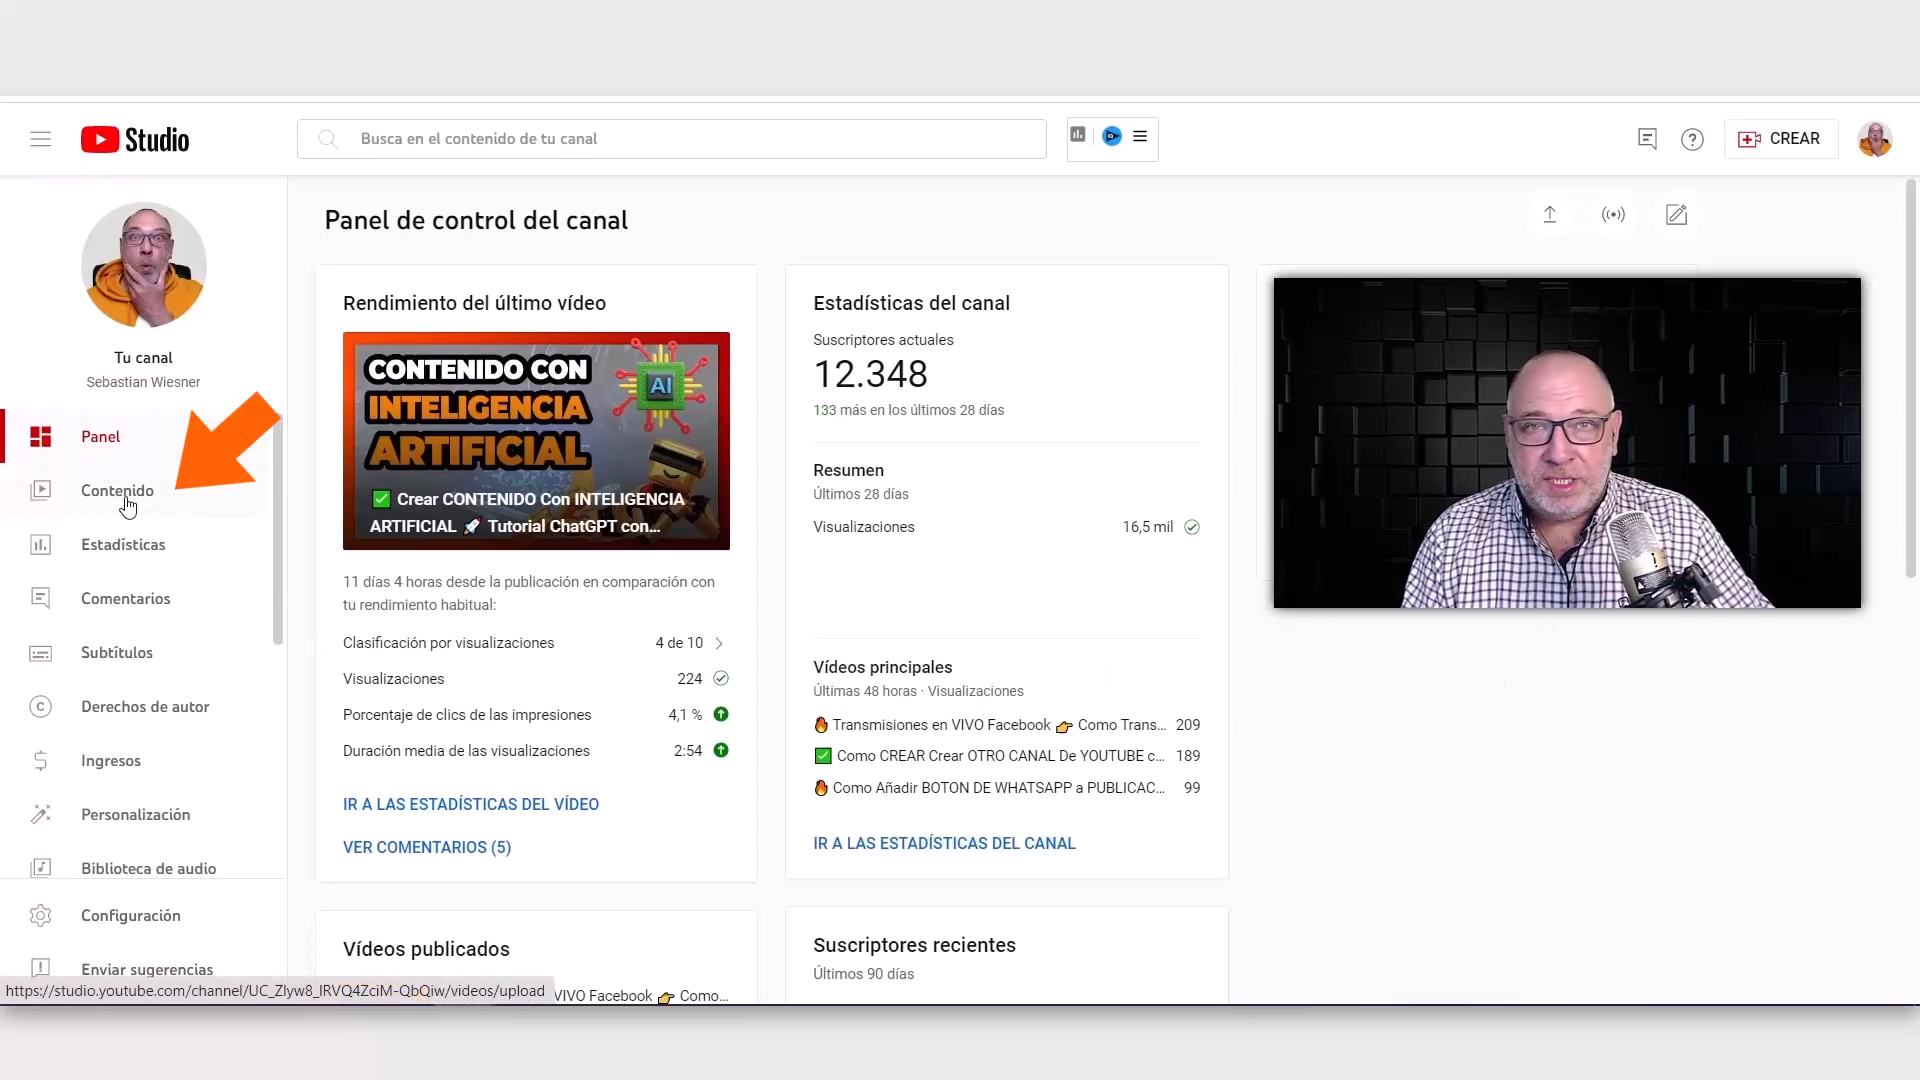 Studio
Busca en el contenido de tu canal
CREAR
Tu canal
Sebastian Wiesner
Panel
Contenido
Estadísticas
Comentarios
Subtítulos
Derechos de autor
Ingresos
Personalización
Biblioteca de audio
Configuración
Enviar sugerencias
https://studio.youtube.com/channel/UC_Zlyw8_lRVQ4ZciM-QbQiw/videos/upload
Panel de control del canal
Rendimiento del último vídeo
CONTENIDO CON
INTELIGENCIA
ARTIFICIAL
AI
✅ Crear CONTENIDO Con INTELIGENCIA
ARTIFICIAL 🚀 Tutorial ChatGPT con...
11 días 4 horas desde la publicación en comparación con
tu rendimiento habitual:
Clasificación por visualizaciones 4 de 10
Visualizaciones 224
Porcentaje de clics de las impresiones 4,1 %
Duración media de las visualizaciones 2:54
IR A LAS ESTADÍSTICAS DEL VÍDEO
VER COMENTARIOS (5)
Vídeos publicados
VIVO Facebook 👉 Como...
Estadísticas del canal
Suscriptores actuales
12.348
133 más en los últimos 28 días
Resumen
Últimos 28 días
Visualizaciones 16,5 mil
Vídeos principales
Últimas 48 horas · Visualizaciones
🔥 Transmisiones en VIVO Facebook 👉 Como Trans... 209
✅ Como CREAR Crear OTRO CANAL De YOUTUBE c... 189
🔥 Como Añadir BOTON DE WHATSAPP a PUBLICAC... 99
IR A LAS ESTADÍSTICAS DEL CANAL
Suscriptores recientes
Últimos 90 días